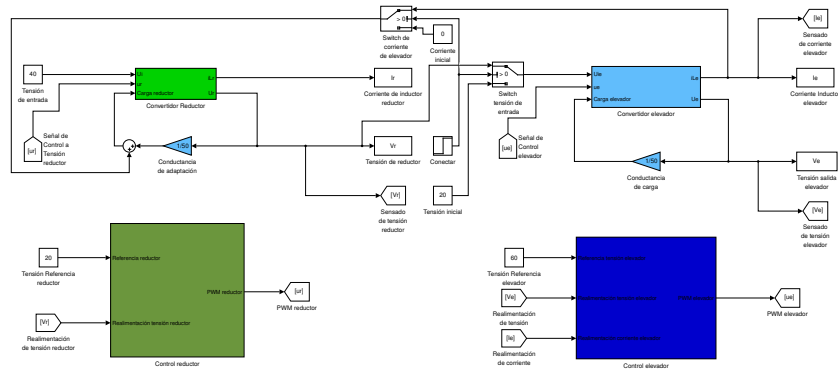 [Ie]
> 0
Switch de
corriente
de elevador
0
Corriente
inicial
Sensado
de corriente
elevador
40
Tensión
de entrada
Ui
ur
Carga reductor
ILr
Ur
Convertidor Reductor
Ir
Corriente de inductor
reductor
> 0
Switch
tensión de
entrada
Uie
ue
Carga elevador
ILe
Ue
Convertidor elevador
Ie
Corriente Inducto
elevador
Señal de
Control a
Tensión
reductor
[ur]
1/50
Conductancia
de adaptación
Vr
Tensión de reductor
Conectar
Señal de
Control
elevador
[ue]
1/50
Conductancia
de carga
Ve
Tensión salida
elevador
[Vr]
Sensado
de tensión
reductor
20
Tensión inicial
[Ve]
Sensado
de tensión
elevador
20
Tensión Referencia
reductor
Referencia reductor
PWM reductor
[ur]
PWM reductor
[Vr]
Realimentación
de tensión reductor
Realimentación tensión reductor
Control reductor
60
Tensión Referencia
elevador
[Ve]
Realimentación
de tensión
[Ie]
Realimentación
de corriente
[ue]
PWM elevador
Control elevador